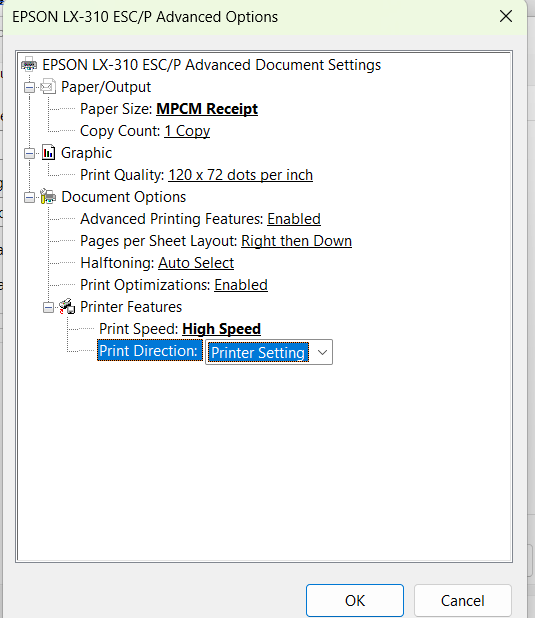 EPSON LX-310 ESC/P Advanced Options
EPSON LX-310 ESC/P Advanced Document Settings
Paper/Output
Paper Size: MPCM Receipt
Copy Count: 1 Copy
Graphic
Print Quality: 120 x 72 dots per inch
Document Options
Advanced Printing Features: Enabled
Pages per Sheet Layout: Right then Down
Halftoning: Auto Select
Print Optimizations: Enabled
Printer Features
Print Speed: High Speed
Print Direction: Printer Setting
OK Cancel